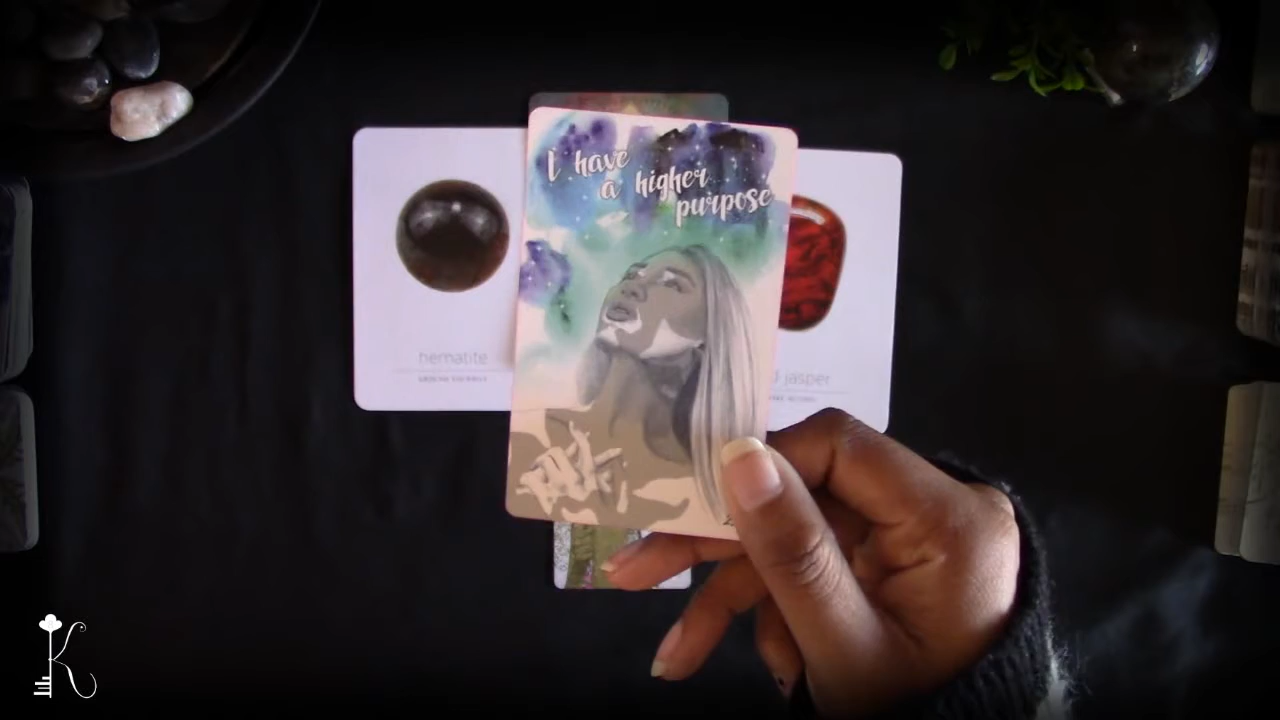 I have
a higher
purpose
hematite
jasper
K